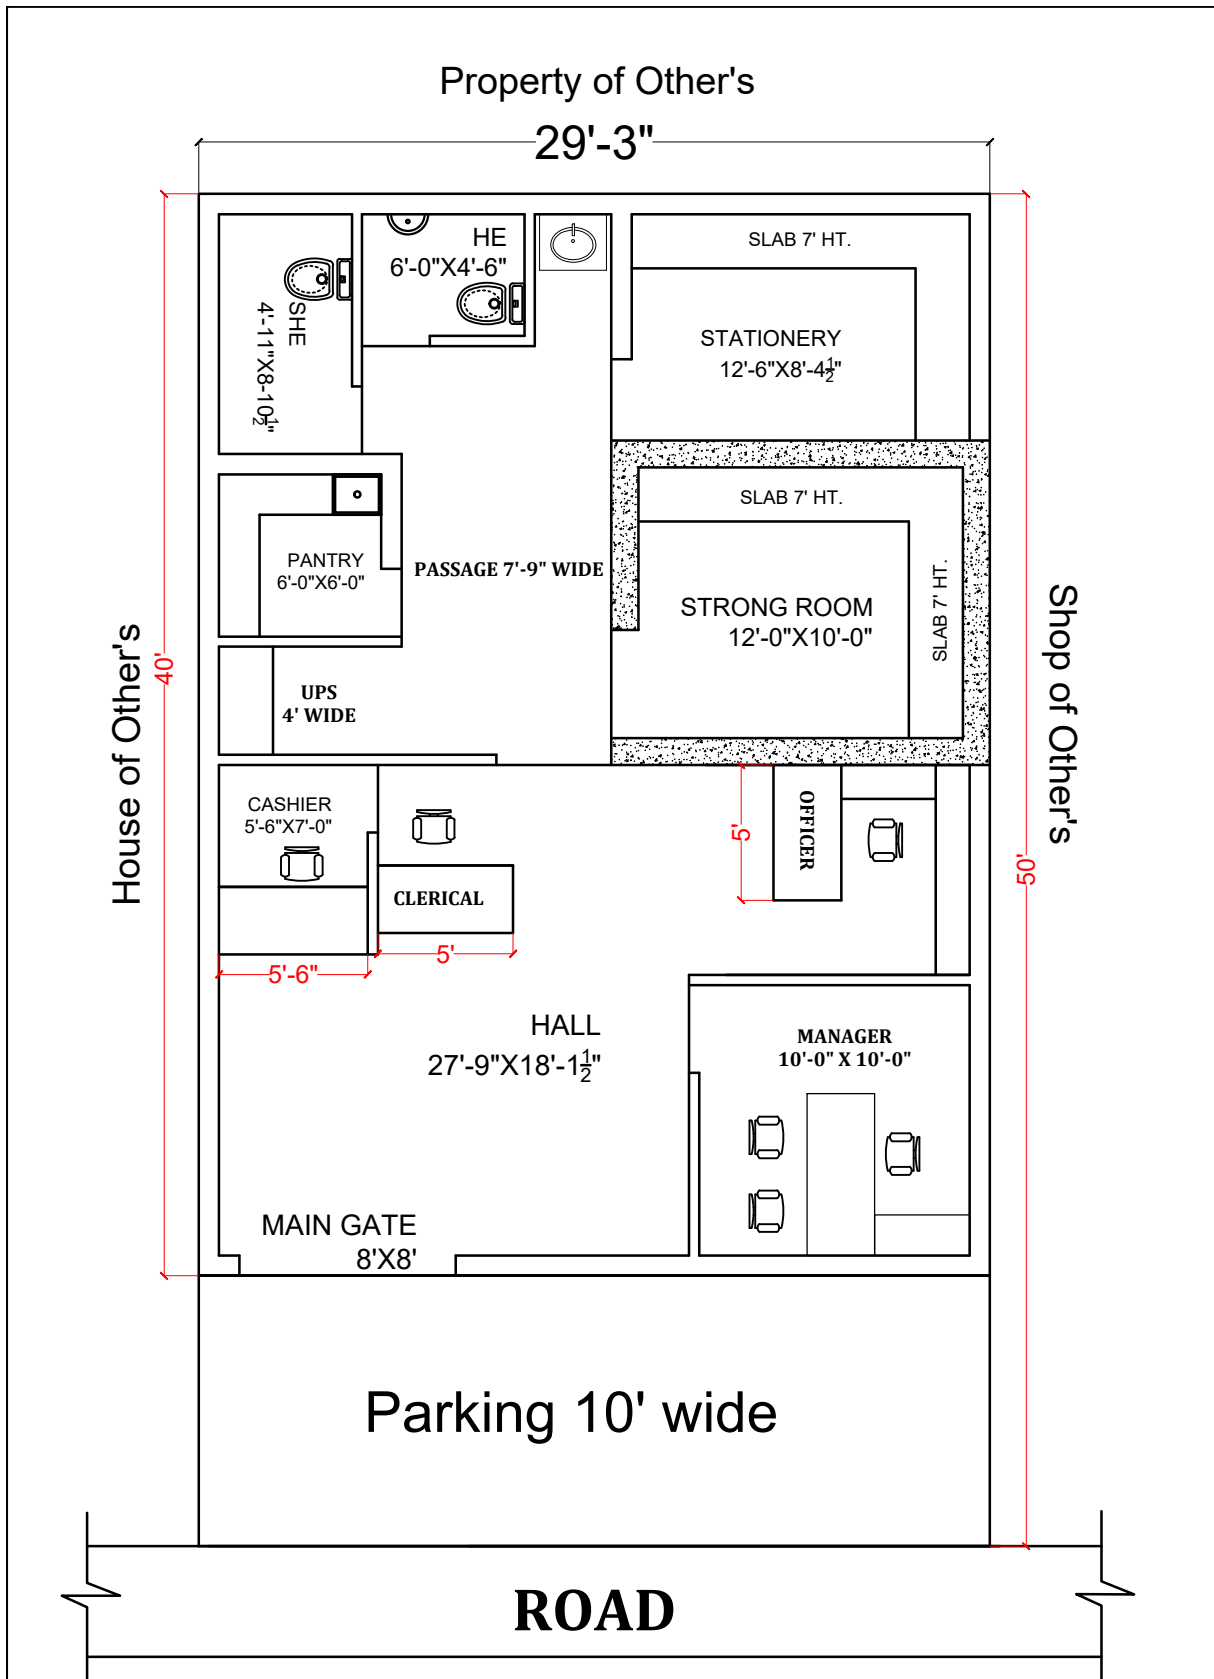 Property of Other's
29'-3"
HE
6'-0"X4'-6"
SLAB 7' HT.
SHE
4'-11"X8-10½"
STATIONERY
12'-6"X8'-4½"
SLAB 7' HT.
PANTRY
6'-0"X6'-0"
PASSAGE 7'-9" WIDE
STRONG ROOM
12'-0"X10'-0"
SLAB 7' HT.
House of Other's
40'
Shop of Other's
50'
UPS
4' WIDE
CASHIER
5'-6"X7'-0"
OFFICER
5'
CLERICAL
5'
5'-6"
HALL
27'-9"X18'-1½"
MANAGER
10'-0" X 10'-0"
MAIN GATE
8'X8'
Parking 10' wide
ROAD